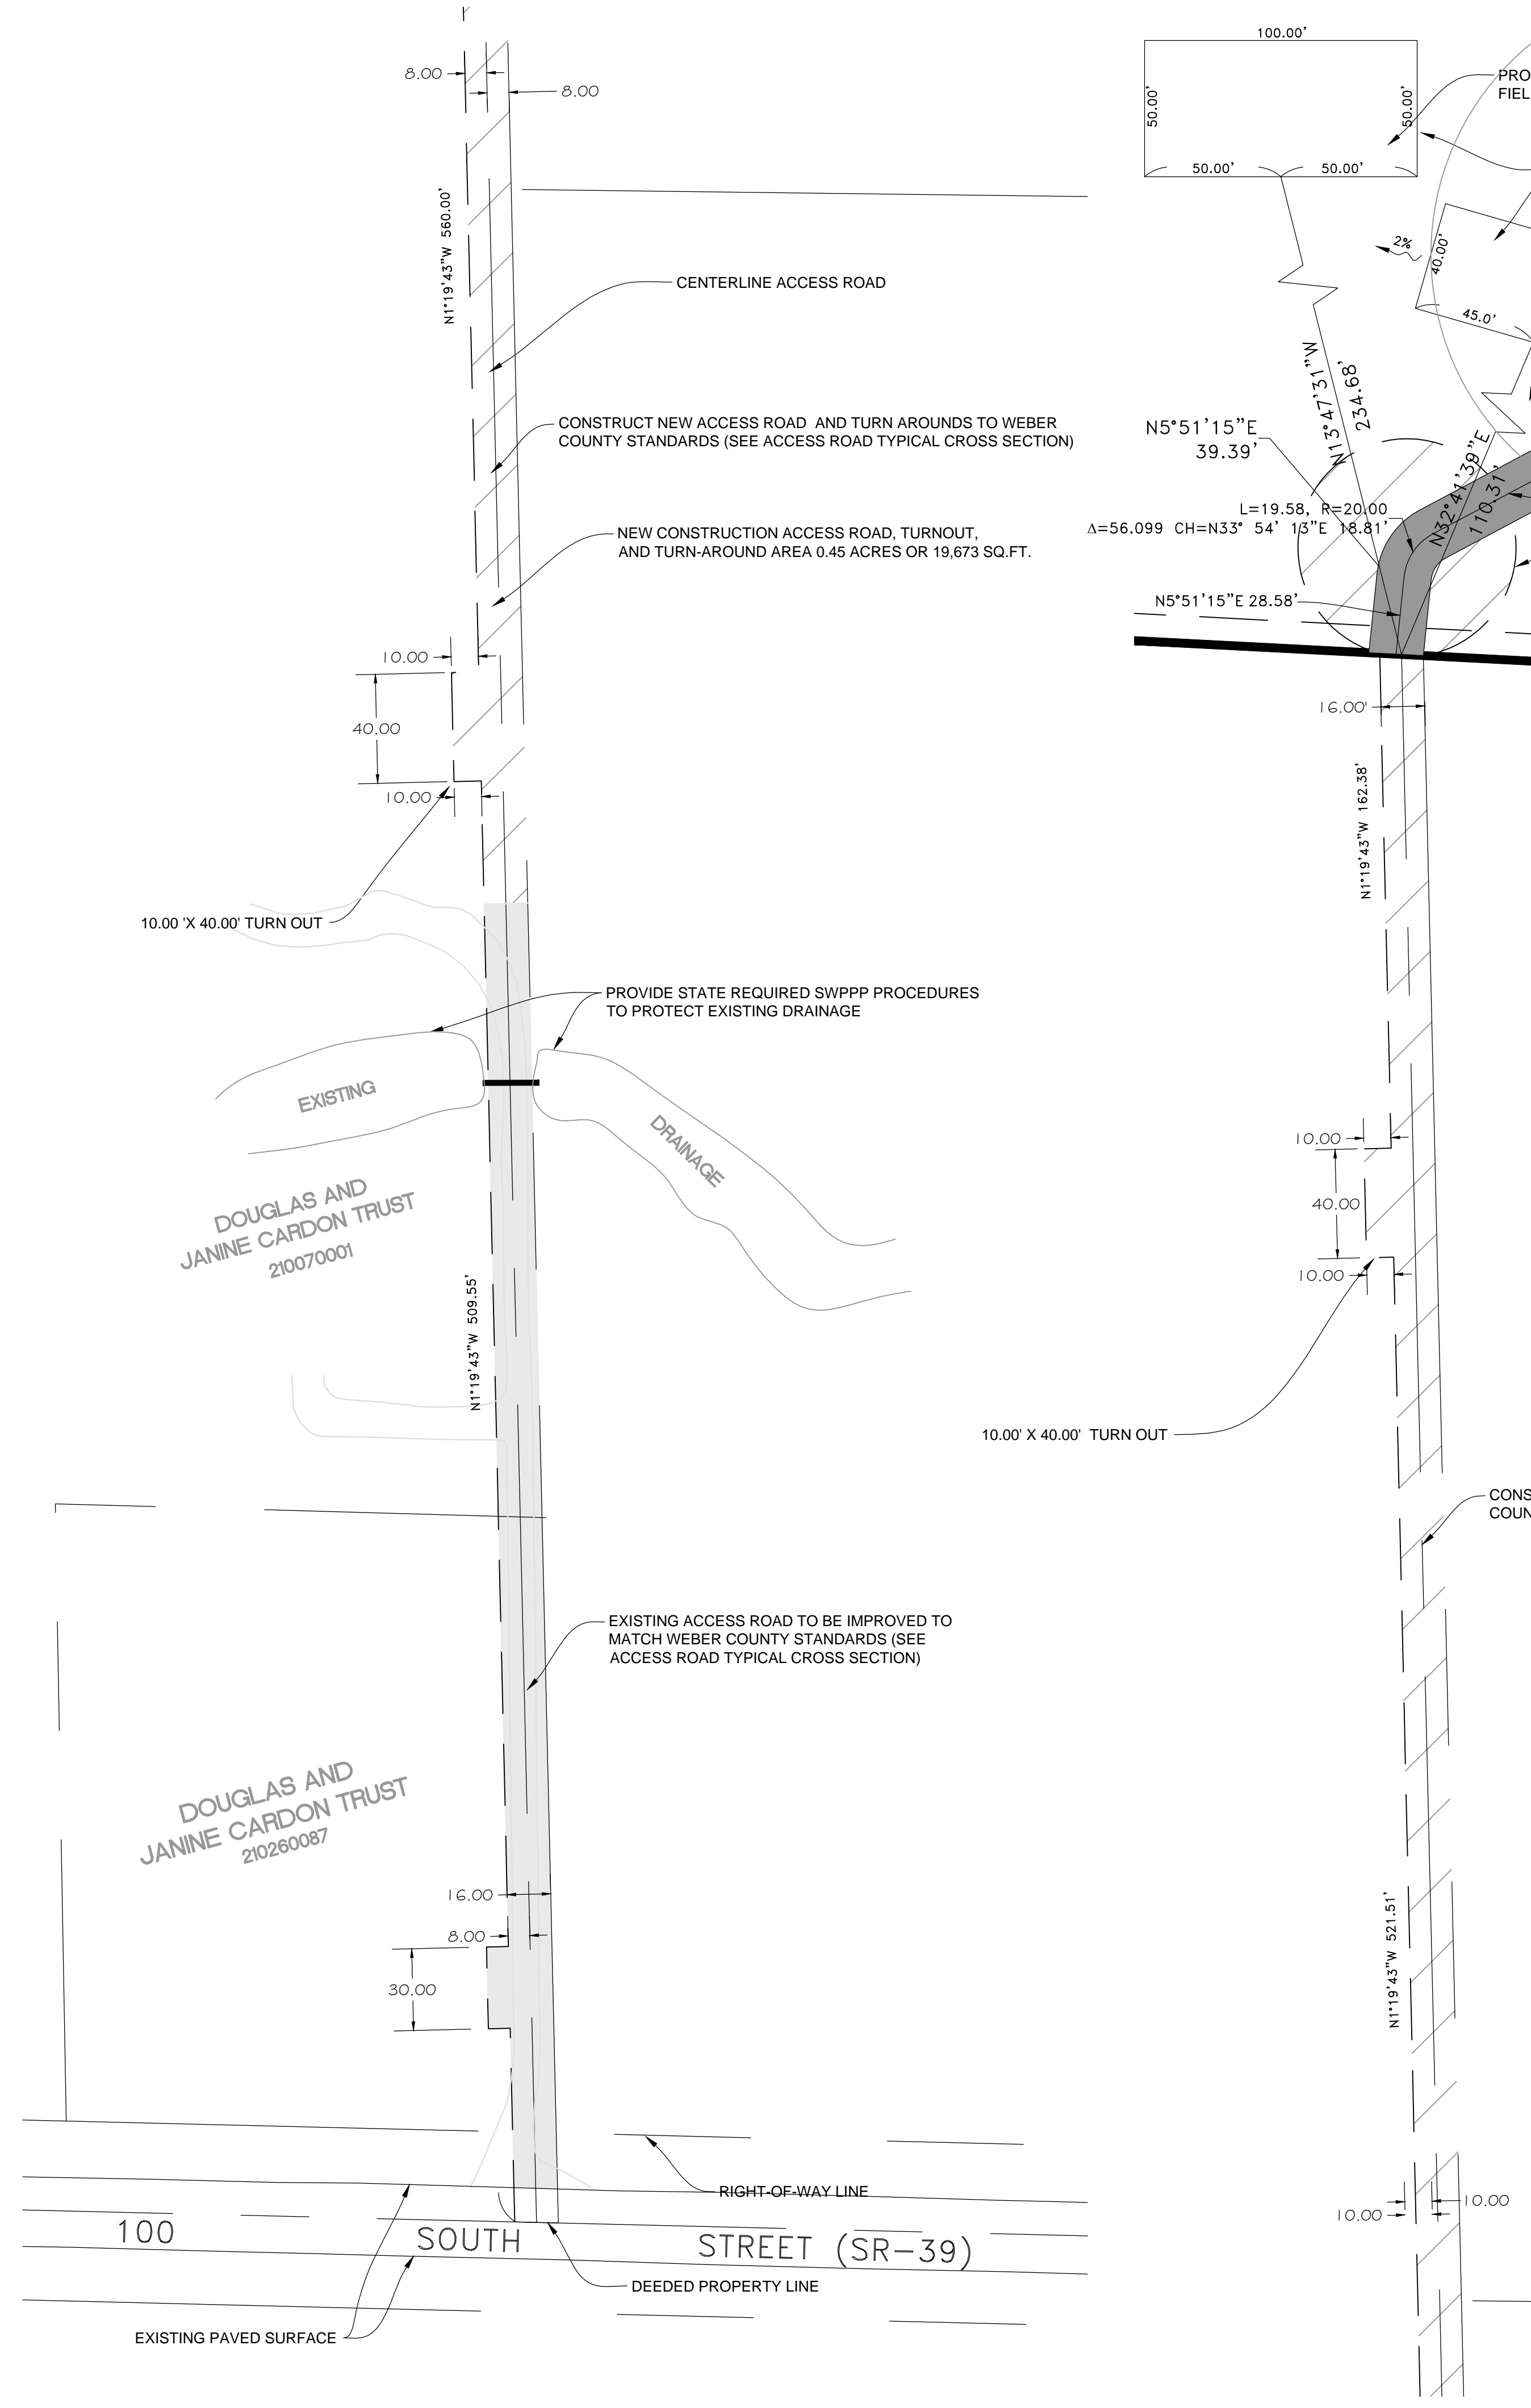 8.00
8.00
N1°19'43"W 560.00'
CENTERLINE ACCESS ROAD
CONSTRUCT NEW ACCESS ROAD AND TURN AROUNDS TO WEBER
COUNTY STANDARDS (SEE ACCESS ROAD TYPICAL CROSS SECTION)
NEW CONSTRUCTION ACCESS ROAD, TURNOUT,
AND TURN-AROUND AREA 0.45 ACRES OR 19,673 SQ.FT.
10.00
40.00
10.00
10.00 'X 40.00' TURN OUT
PROVIDE STATE REQUIRED SWPPP PROCEDURES
TO PROTECT EXISTING DRAINAGE
EXISTING
DRAINAGE
DOUGLAS AND
JANINE CARDON TRUST
210070001
N1°19'43"W 509.55'
EXISTING ACCESS ROAD TO BE IMPROVED TO
MATCH WEBER COUNTY STANDARDS (SEE
ACCESS ROAD TYPICAL CROSS SECTION)
DOUGLAS AND
JANINE CARDON TRUST
210260087
16.00
8.00
30.00
RIGHT-OF-WAY LINE
100 SOUTH STREET (SR-39)
DEEDED PROPERTY LINE
EXISTING PAVED SURFACE
100.00'
50.00'
50.00'
50.00'
50.00'
PRO
FIEL
2%
40.00'
45.0'
N13°47'31"W
234.68'
N5°51'15"E
39.39'
N32°41'39"E
110.31'
L=19.58, R=20.00
Δ=56.099 CH=N33° 54' 13"E 18.81'
N5°51'15"E 28.58'
16.00'
N1°19'43"W 162.38'
10.00
40.00
10.00
10.00' X 40.00' TURN OUT
CONS
COUN
N1°19'43"W 521.51'
10.00
10.00